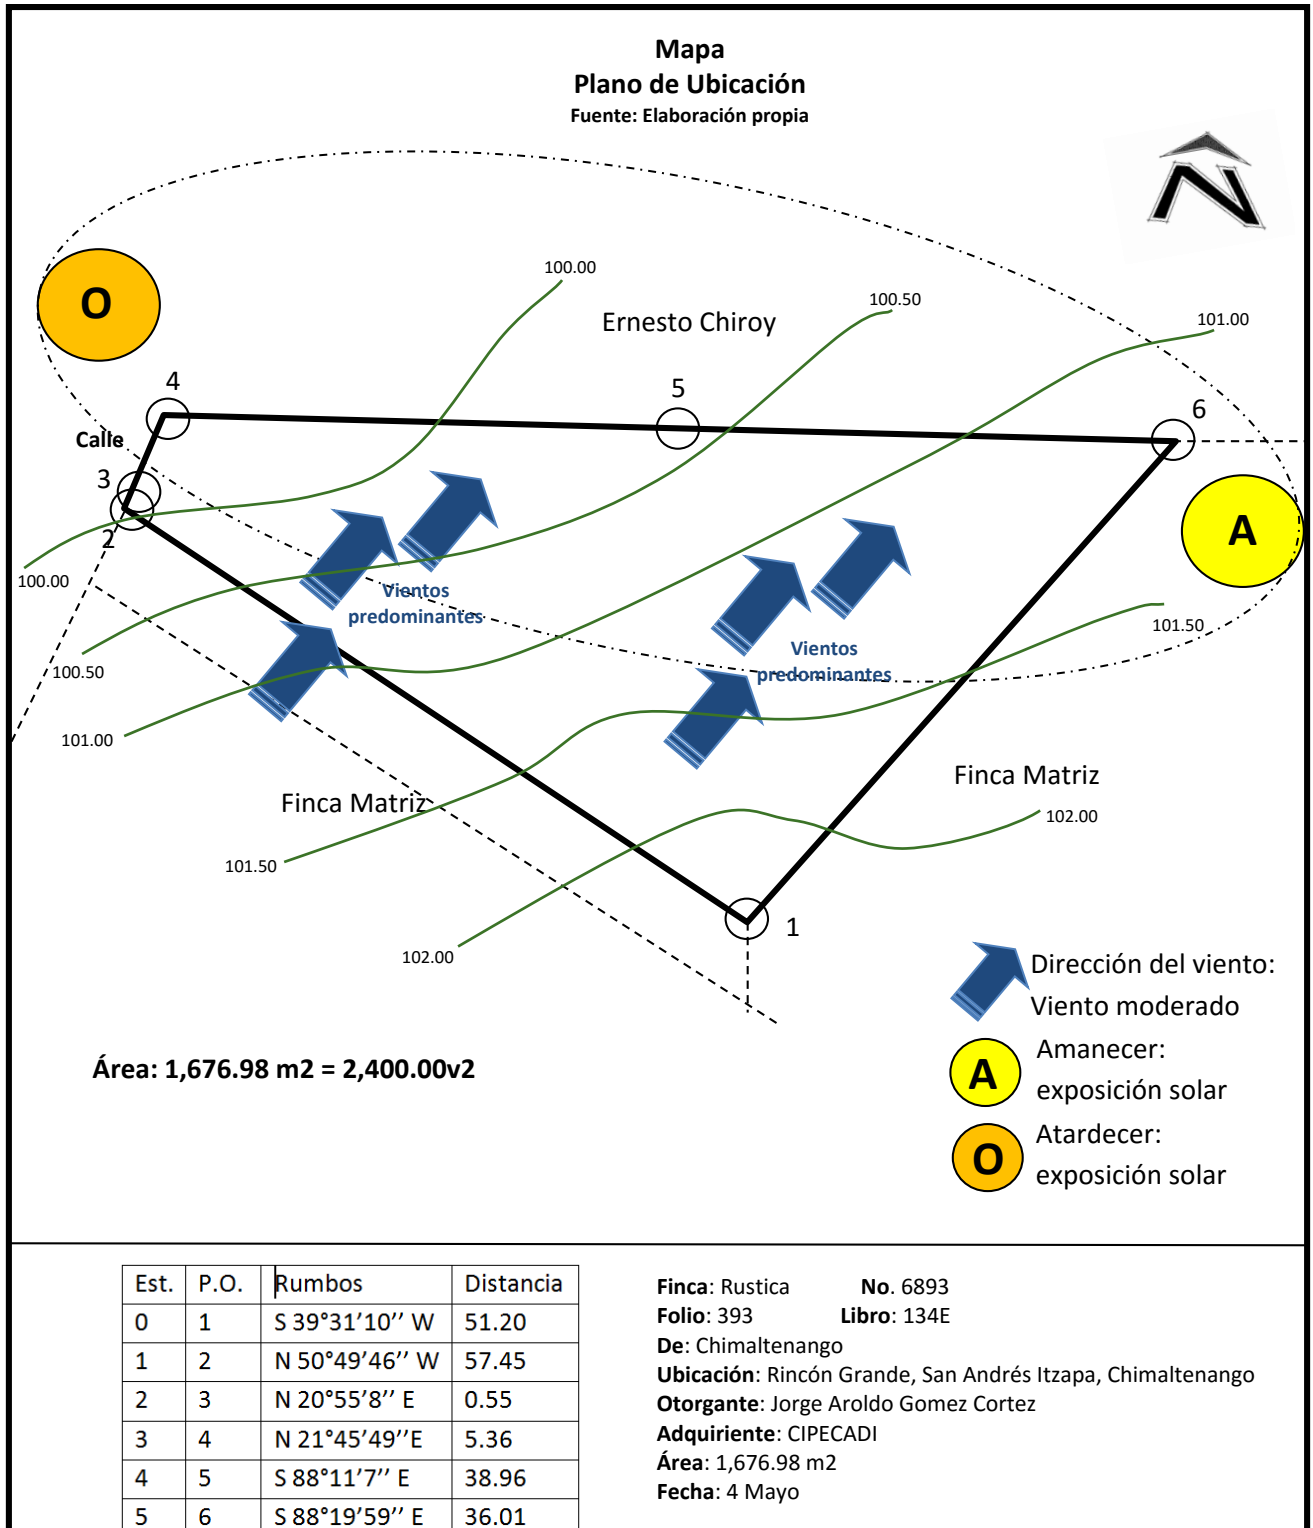 Mapa
Plano de Ubicación
Fuente: Elaboración propia
N
O
100.00
100.50
Ernesto Chiroy
101.00
4
5
6
Calle
3
2
A
100.00
Vientos
predominantes
101.50
Vientos
predominantes
100.50
101.00
Finca Matriz
Finca Matriz
102.00
101.50
1
102.00
Dirección del viento:
Viento moderado
Área: 1,676.98 m2 = 2,400.00v2
A
Amanecer:
exposición solar
O
Atardecer:
exposición solar
Est. P.O. Rumbos Distancia
0 1 S 39°31′10′′ W 51.20
1 2 N 50°49′46′′ W 57.45
2 3 N 20°55′8′′ E 0.55
3 4 N 21°45′49′′E 5.36
4 5 S 88°11′7′′ E 38.96
5 6 S 88°19′59′′ E 36.01
Finca: Rustica No. 6893
Folio: 393 Libro: 134E
De: Chimaltenango
Ubicación: Rincón Grande, San Andrés Itzapa, Chimaltenango
Otorgante: Jorge Aroldo Gomez Cortez
Adquiriente: CIPECADI
Área: 1,676.98 m2
Fecha: 4 Mayo